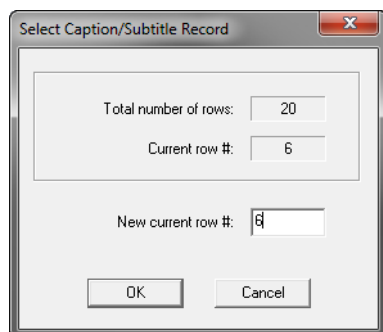 Select Caption/Subtitle Record
Total number of rows: 20
Current row #: 6
New current row #: 6
OK Cancel